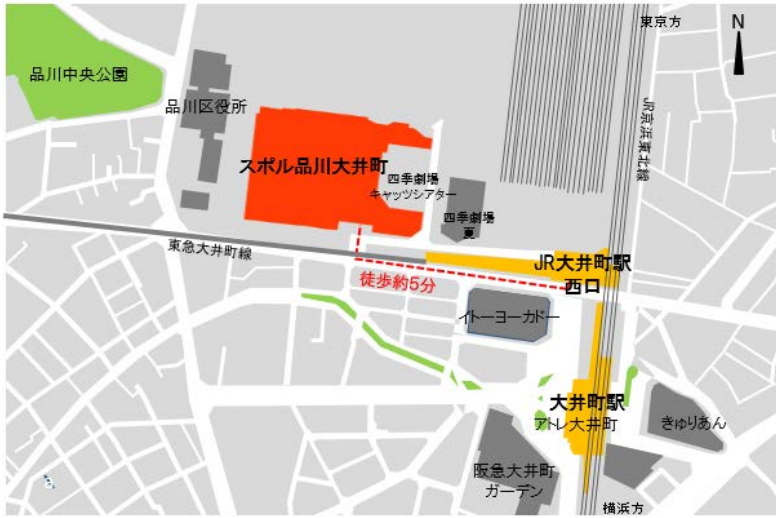 東京方
N
品川中央公園
品川区役所
JR京浜東北線
スポル品川大井町
四季劇場
キャッツシアター
四季劇場
夏
東急大井町線
JR大井町駅
西口
徒歩約5分
イトーヨーカドー
大井町駅
アトレ大井町
きゅりあん
阪急大井町
ガーデン
横浜方